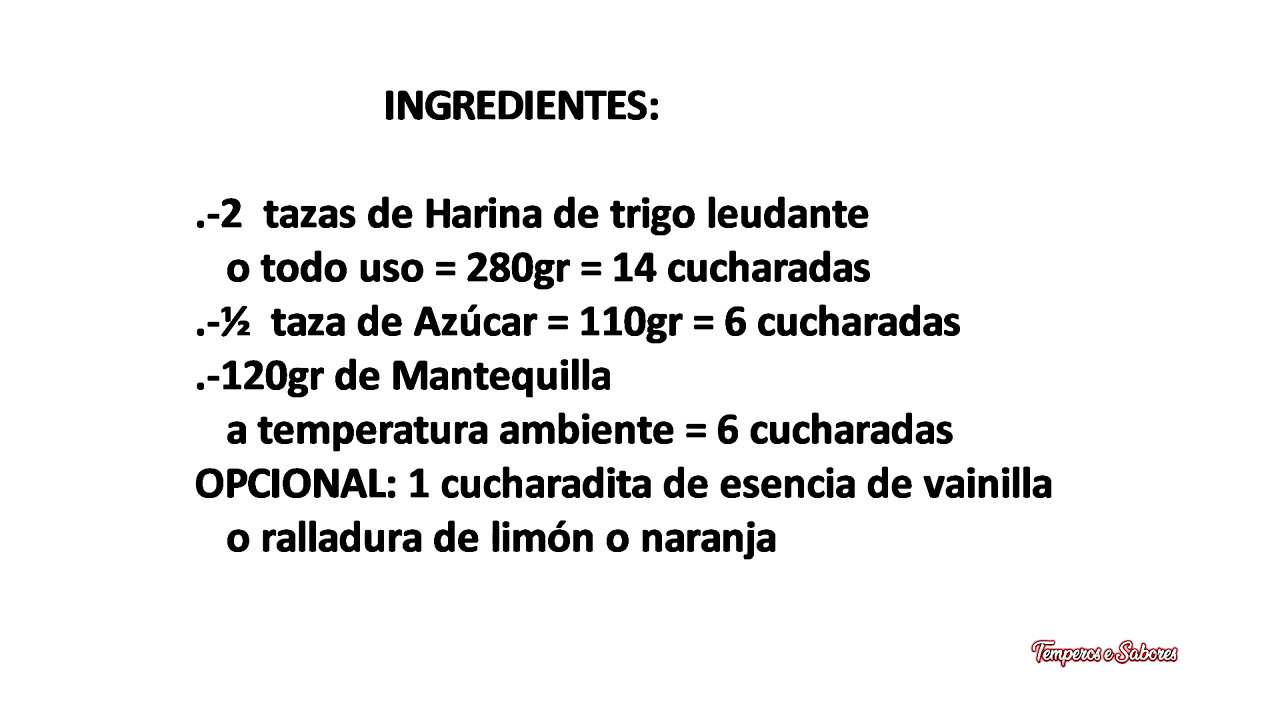 INGREDIENTES:
.-2 tazas de Harina de trigo leudante
o todo uso = 280gr = 14 cucharadas
.-½ taza de Azúcar = 110gr = 6 cucharadas
.-120gr de Mantequilla
a temperatura ambiente = 6 cucharadas
OPCIONAL: 1 cucharadita de esencia de vainilla
o ralladura de limón o naranja
Temperos e Sabores